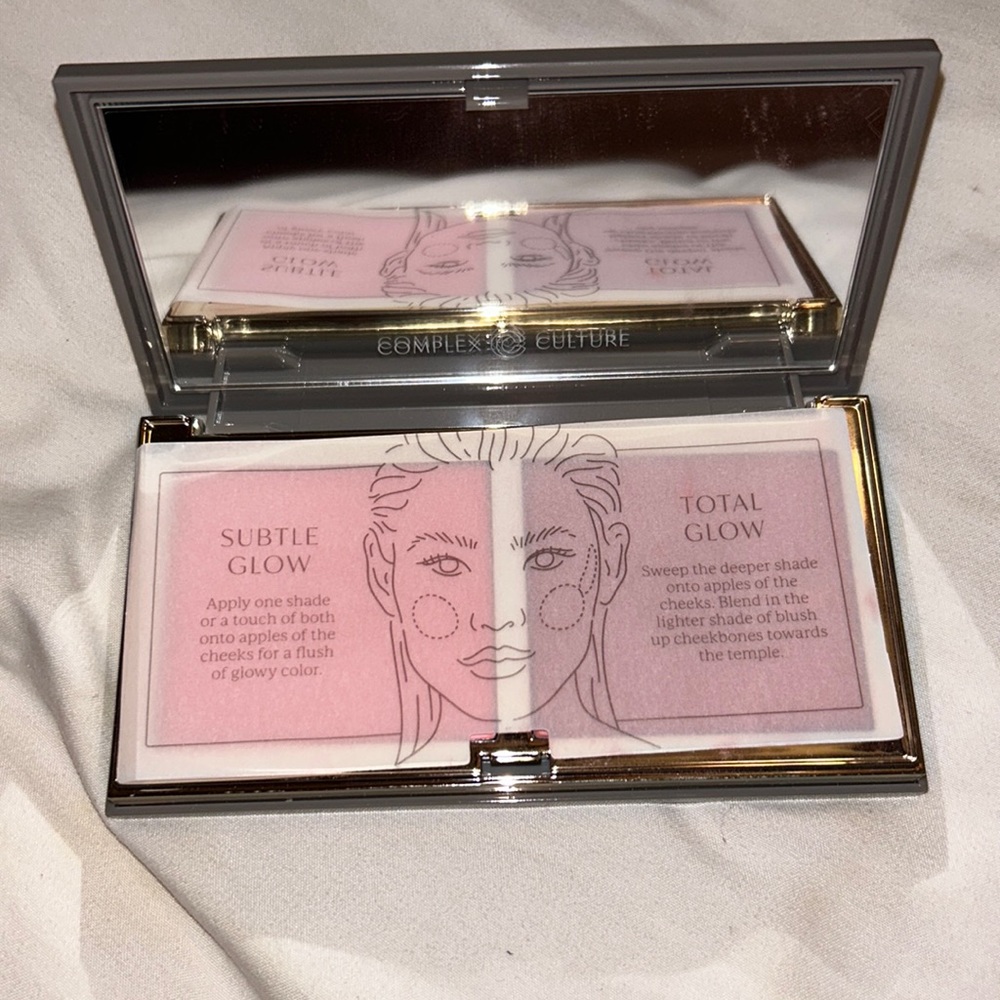 COMPLEX CULTURE
SUBTLE
GLOW
Apply one shade
or a touch of both
onto apples of the
cheeks for a flush
of glowy color.
TOTAL
GLOW
Sweep the deeper shade
onto apples of the
cheeks. Blend in the
lighter shade of blush
up cheekbones towards
the temple.